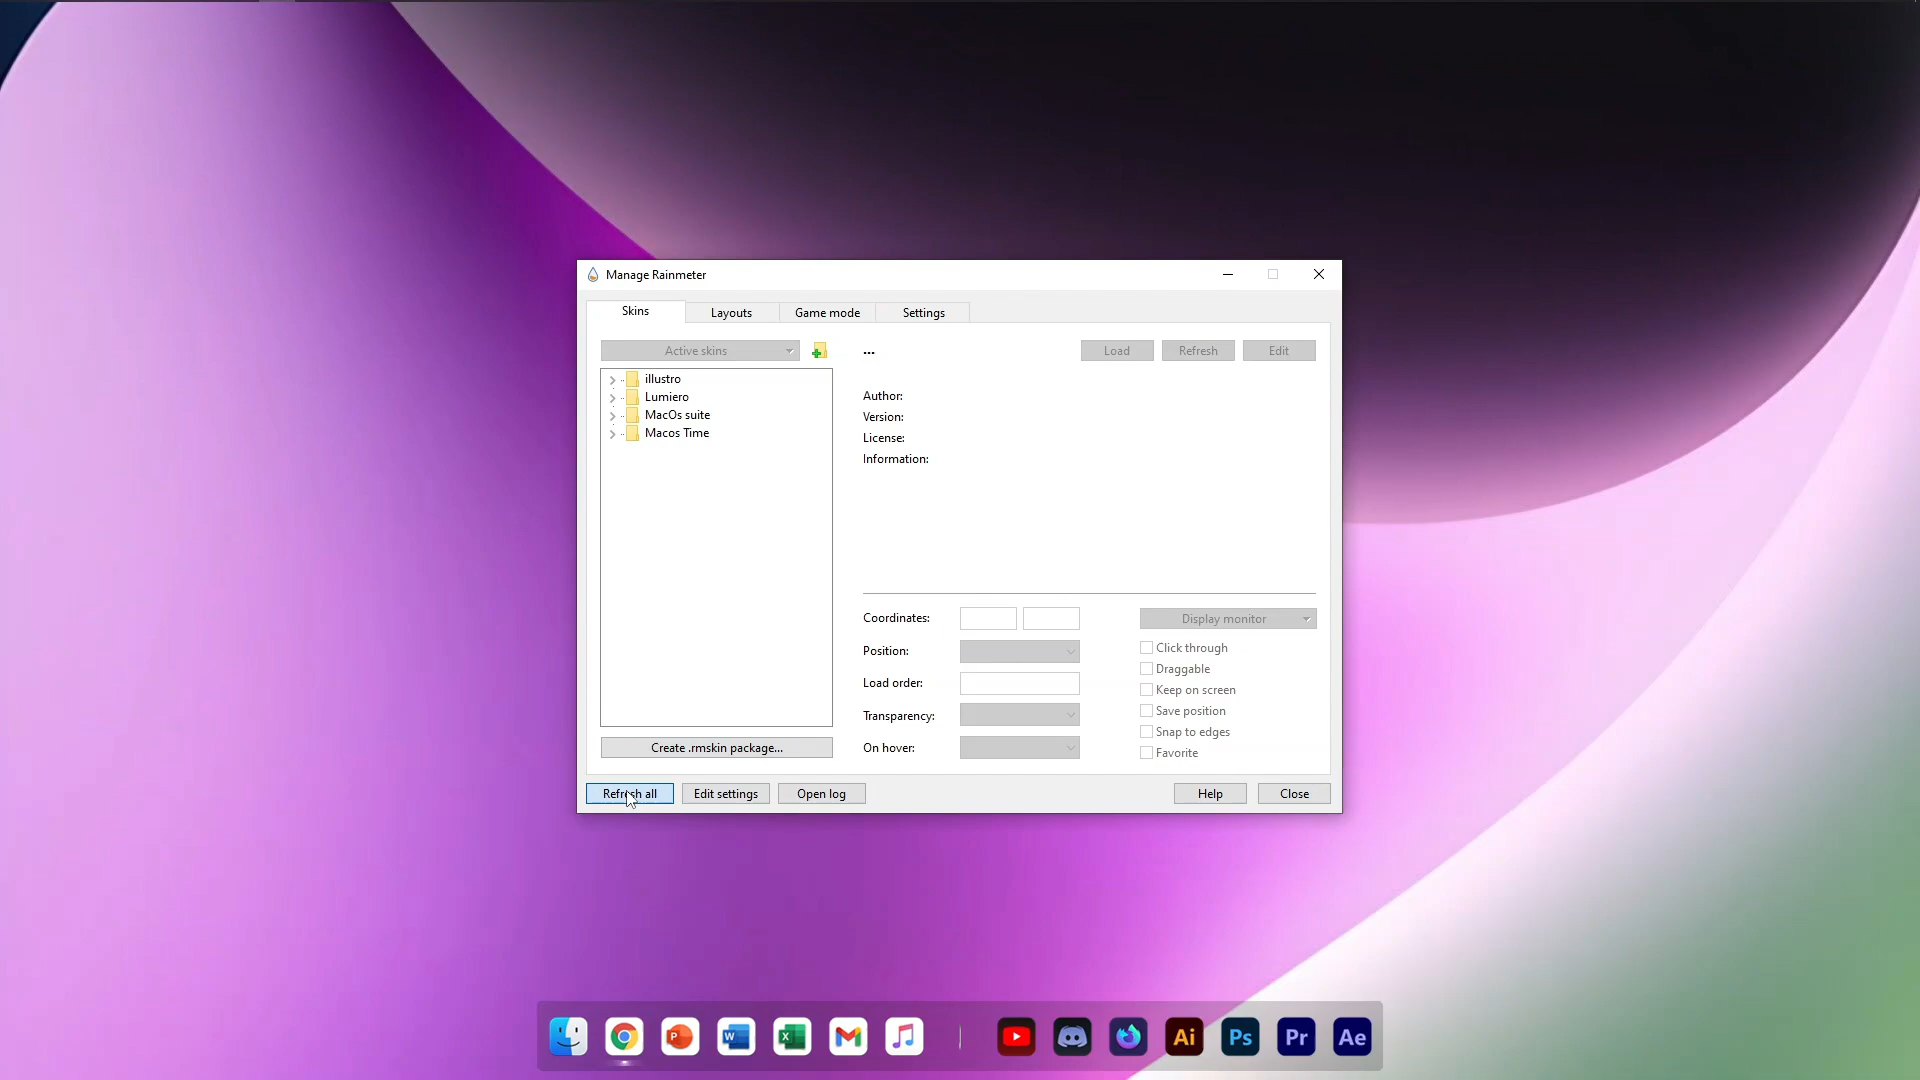 Manage Rainmeter
Skins
Layouts
Game mode
Settings
Active skins
...
Load
Refresh
Edit
illustro
Lumiero
MacOs suite
Macos Time
Author:
Version:
License:
Information:
Coordinates:
Display monitor
Position:
Click through
Draggable
Load order:
Keep on screen
Transparency:
Save position
Snap to edges
On hover:
Favorite
Create .rmskin package...
Refresh all
Edit settings
Open log
Help
Close
Ai
Ps
Pr
Ae